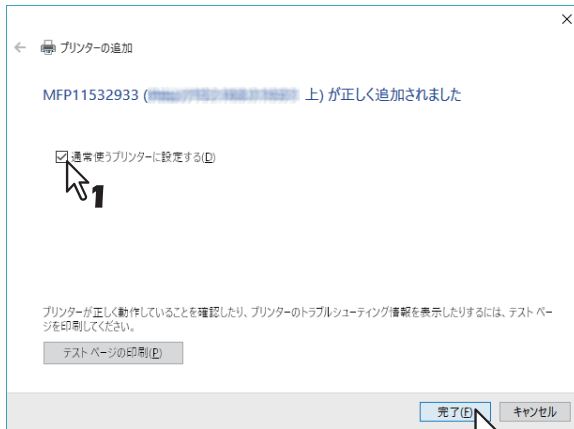 プリンターの追加
MFP11532933 ( 上) が正しく追加されました
通常使うプリンターに設定する(D)
1
プリンターが正しく動作していることを確認したり、プリンターのトラブルシューティング情報を表示したりするには、テスト ペー
ジを印刷してください。
テスト ページの印刷(P)
完了(F) キャンセル